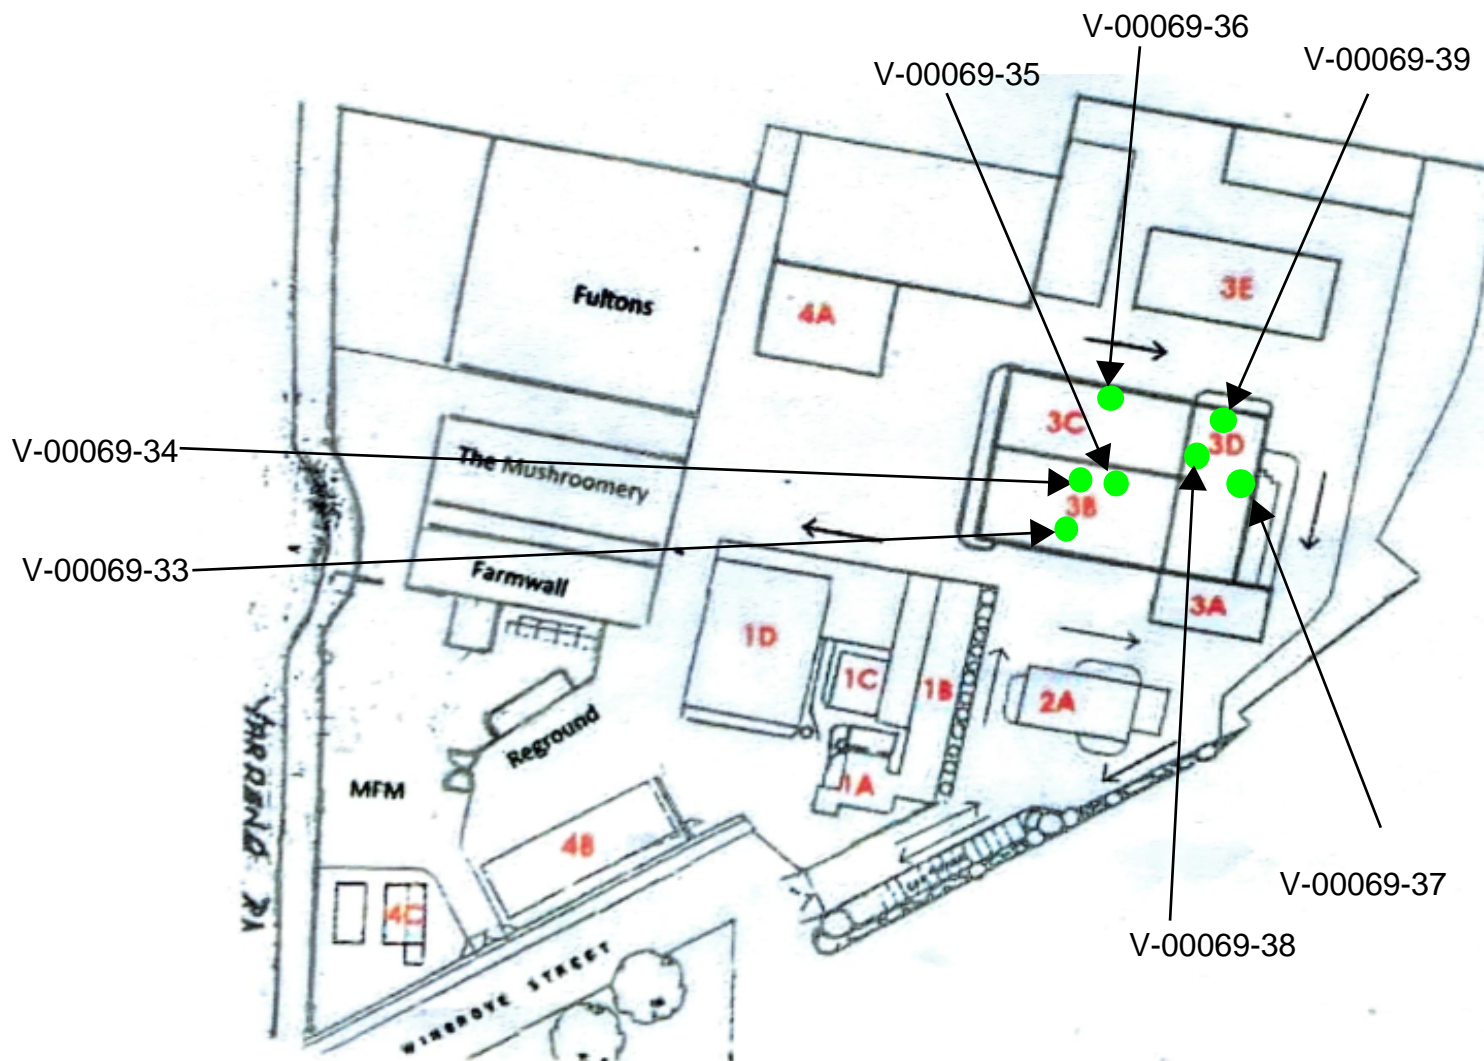 V-00069-36
V-00069-39
V-00069-35
Fultons
4A
3E
3C
3D
V-00069-34
The Mushroomery
3B
V-00069-33
Farmwall
3A
1D
1C
1B
2A
Reground
MFM
1A
4B
V-00069-37
4C
V-00069-38
WINGROVE STREET